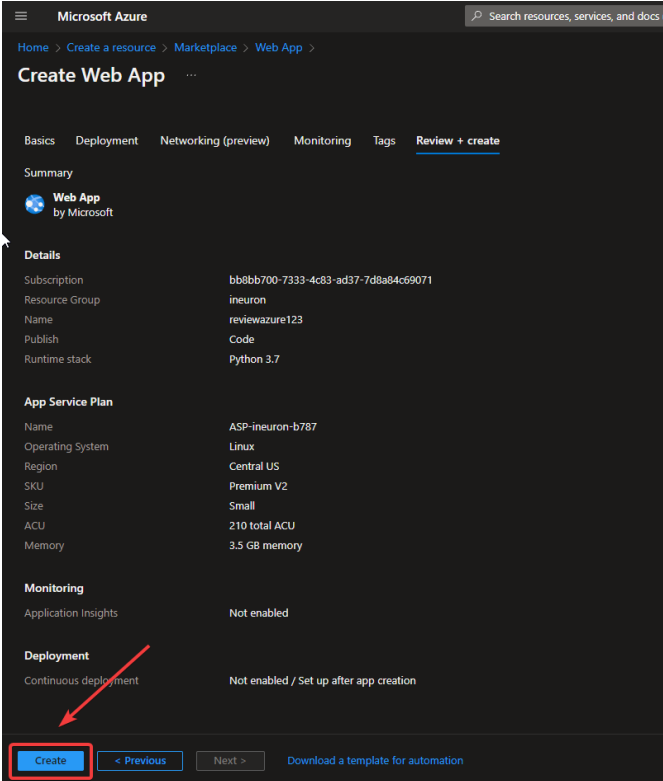 Microsoft Azure
Search resources, services, and docs
Home > Create a resource > Marketplace > Web App >
Create Web App ...
Basics Deployment Networking (preview) Monitoring Tags Review + create
Summary
Web App
by Microsoft
Details
Subscription bb8bb700-7333-4c83-ad37-7d8a84c69071
Resource Group ineuron
Name reviewazure123
Publish Code
Runtime stack Python 3.7
App Service Plan
Name ASP-ineuron-b787
Operating System Linux
Region Central US
SKU Premium V2
Size Small
ACU 210 total ACU
Memory 3.5 GB memory
Monitoring
Application Insights Not enabled
Deployment
Continuous deployment Not enabled / Set up after app creation
Create < Previous Next > Download a template for automation